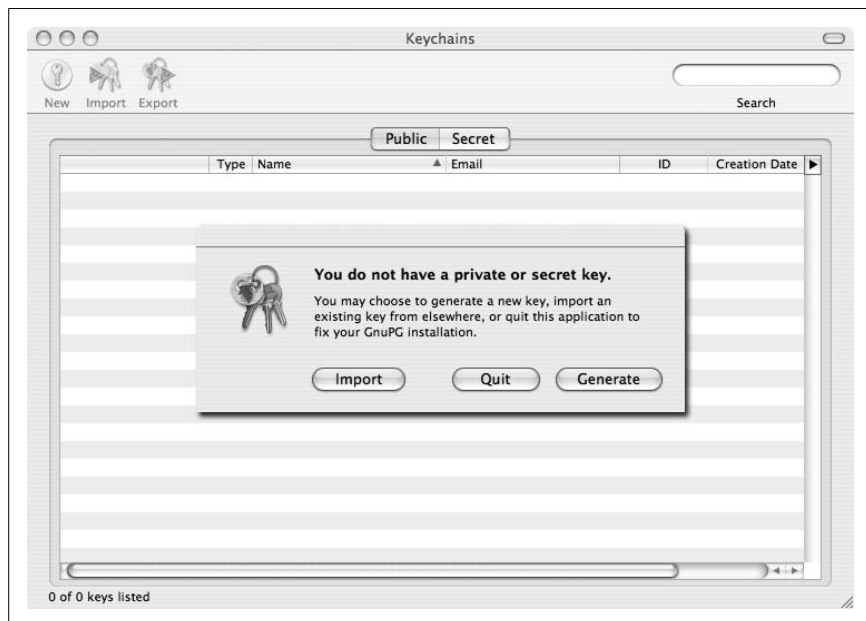 Keychains
New Import Export
Search
Public Secret
Type Name Email ID Creation Date
You do not have a private or secret key.
You may choose to generate a new key, import an
existing key from elsewhere, or quit this application to
fix your GnuPG installation.
Import Quit Generate
0 of 0 keys listed